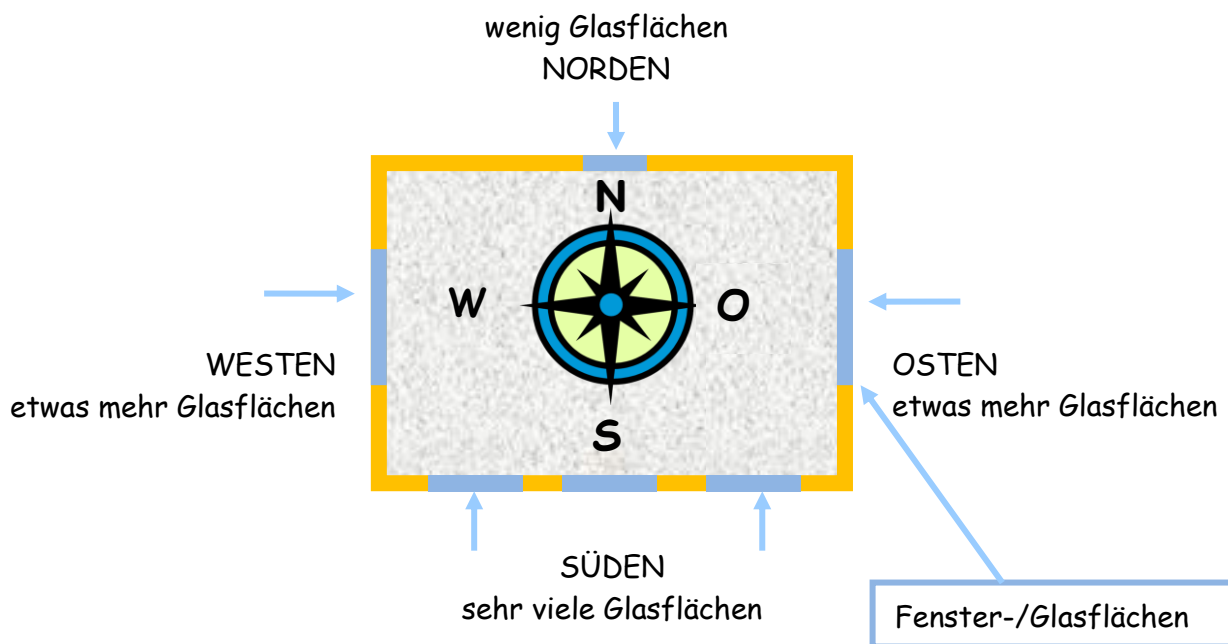 wenig Glasflächen
NORDEN
N
W
O
S
WESTEN
etwas mehr Glasflächen
OSTEN
etwas mehr Glasflächen
SÜDEN
sehr viele Glasflächen
Fenster-/Glasflächen